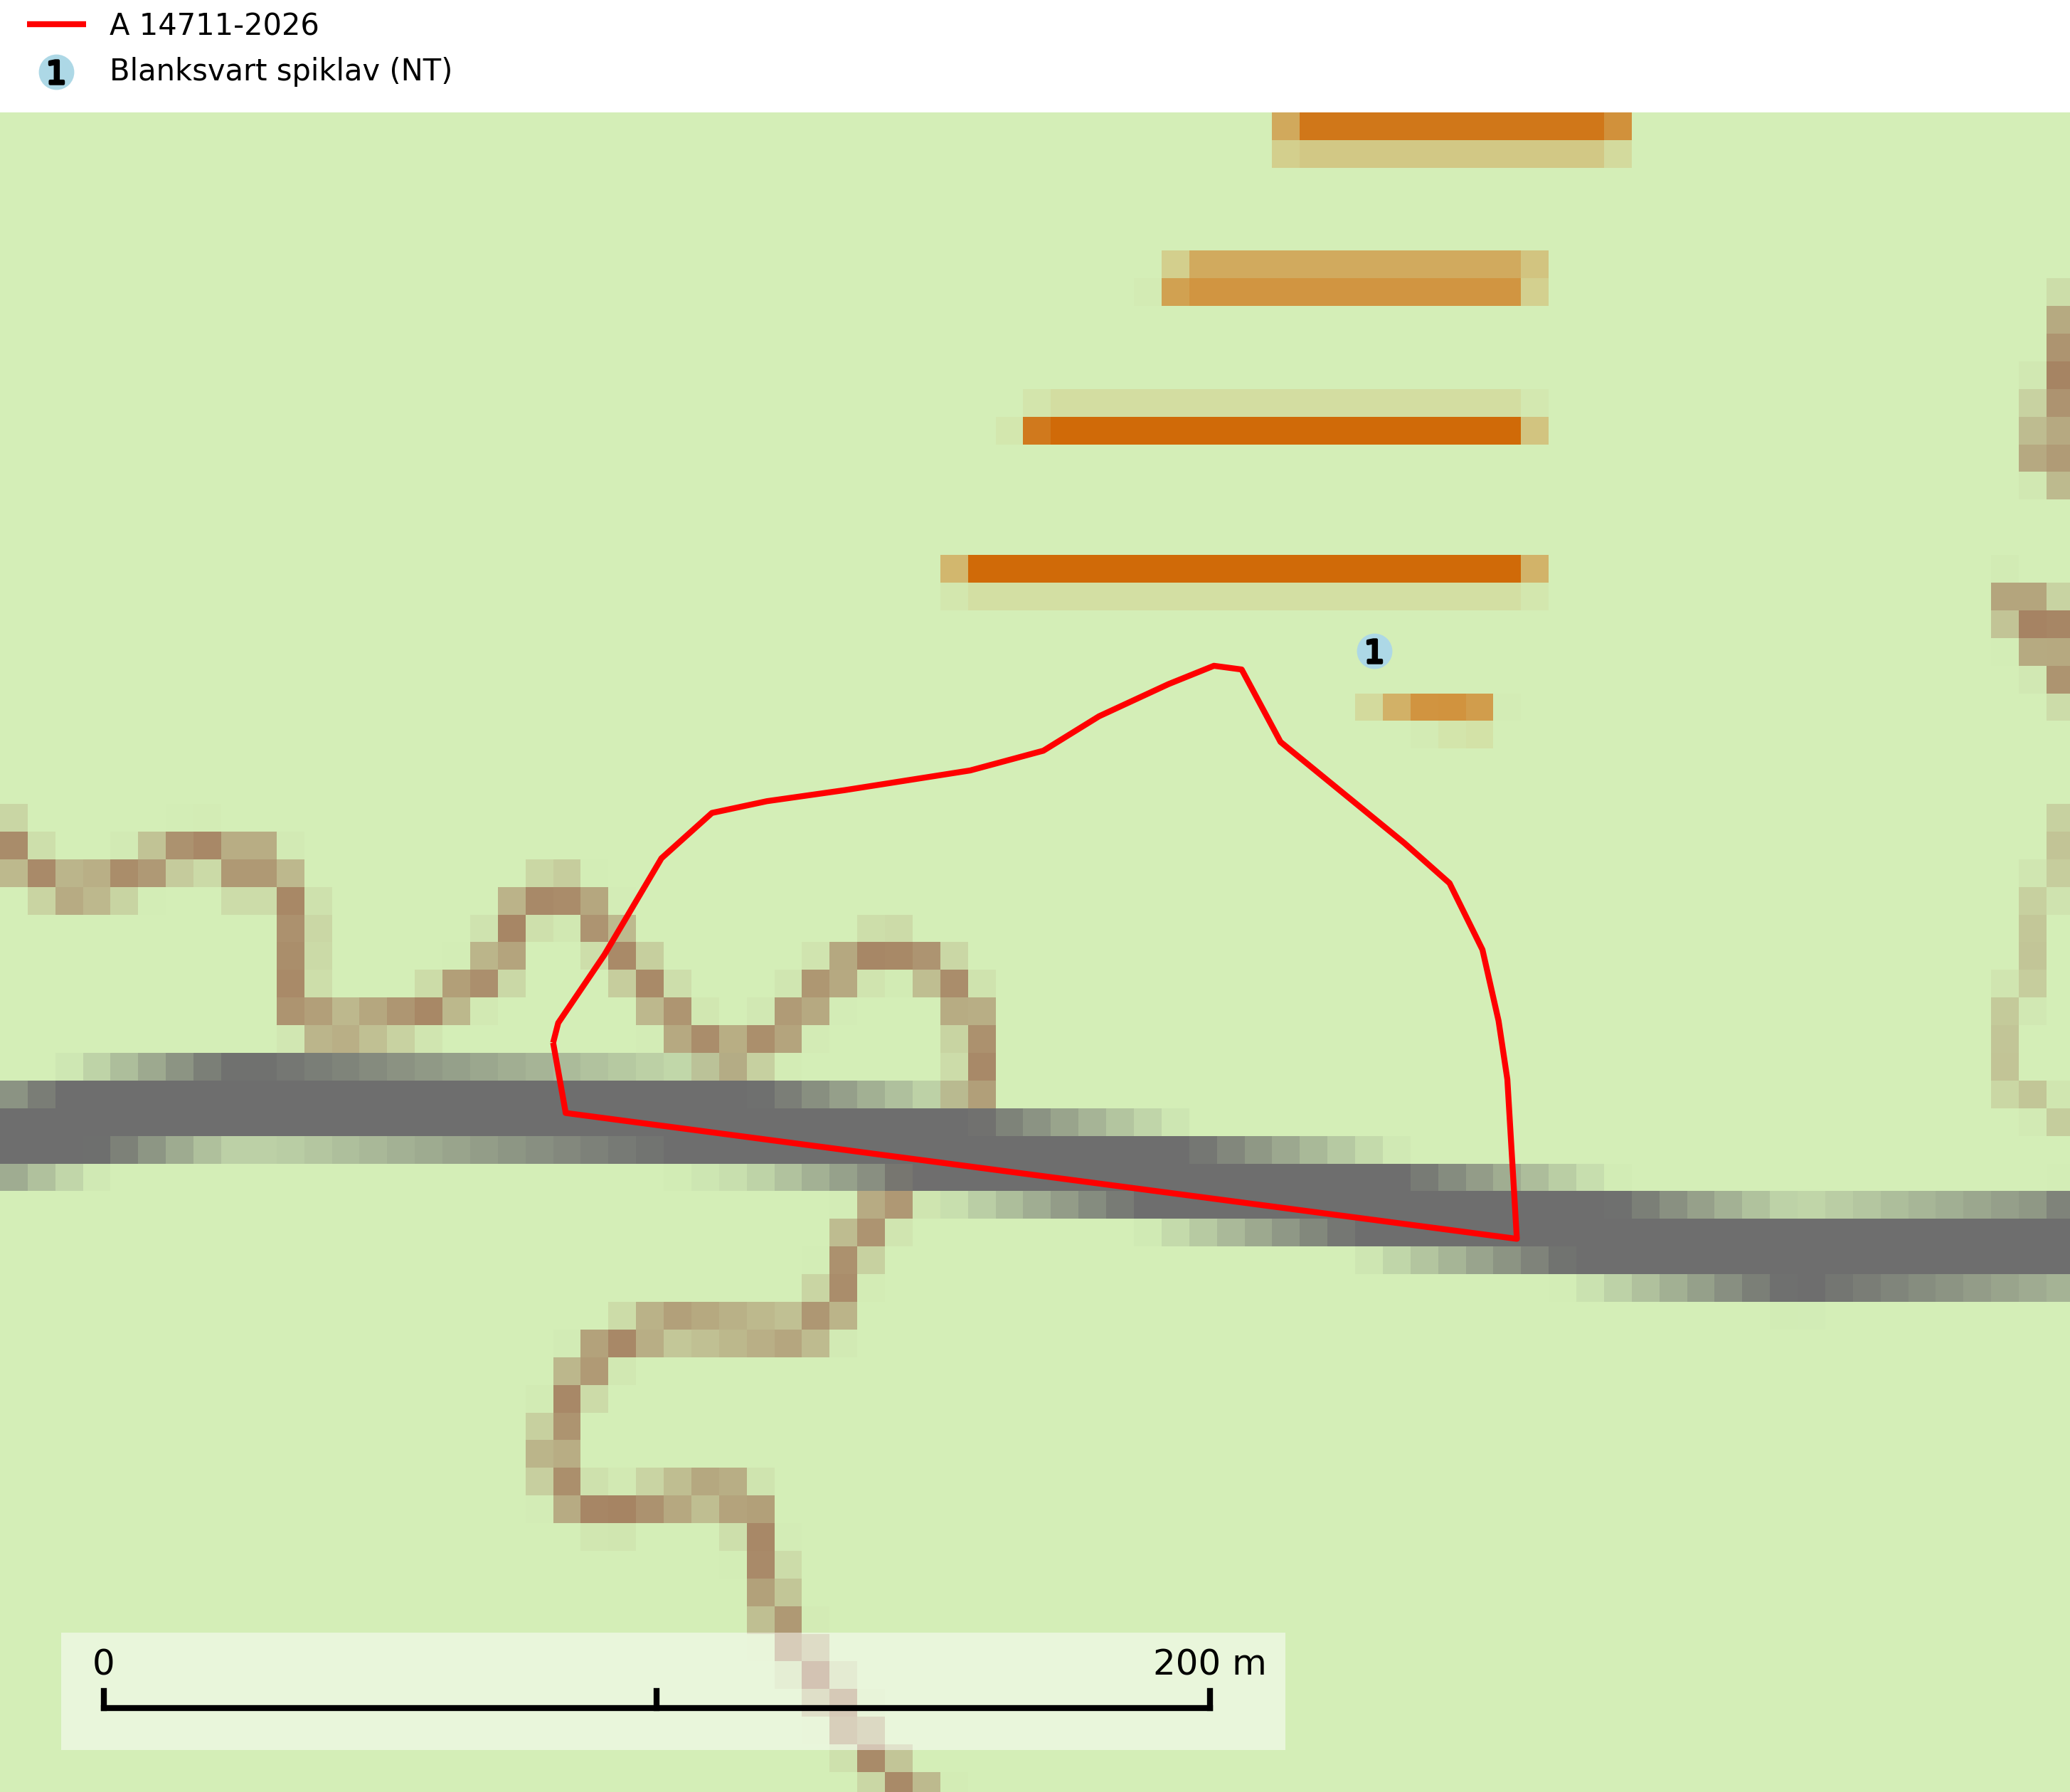 A 14711-2026
1 Blanksvart spiklav (NT)
1
0 200 m